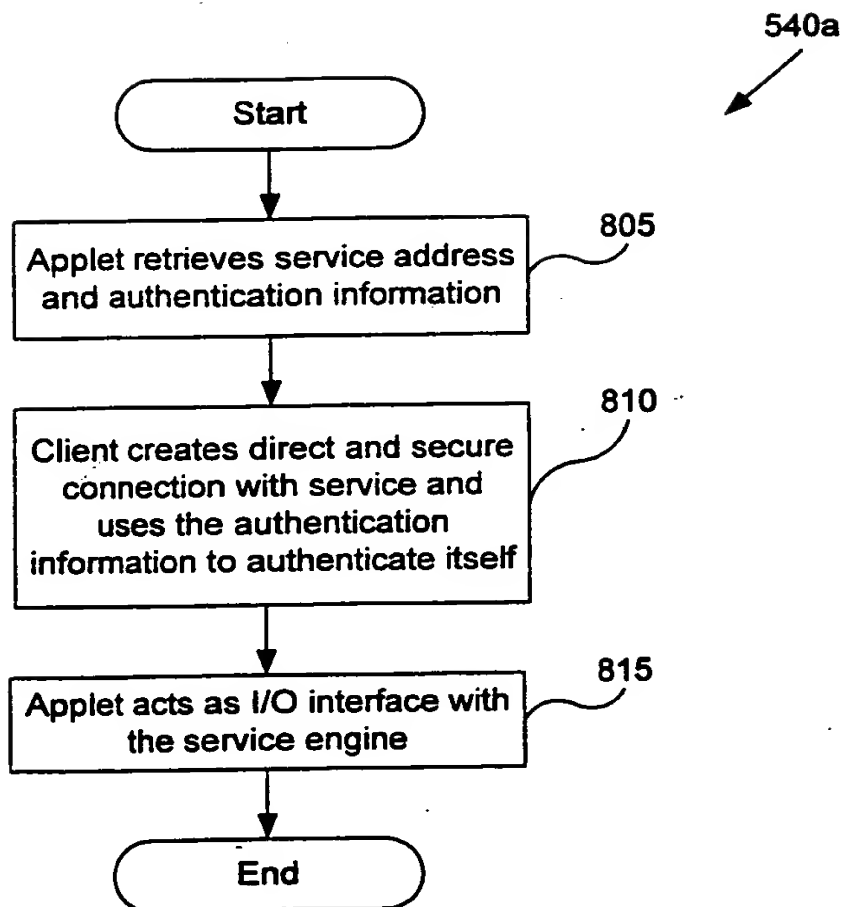 540a
Start
805
Applet retrieves service address
and authentication information
810
Client creates direct and secure
connection with service and
uses the authentication
information to authenticate itself
815
Applet acts as I/O interface with
the service engine
End